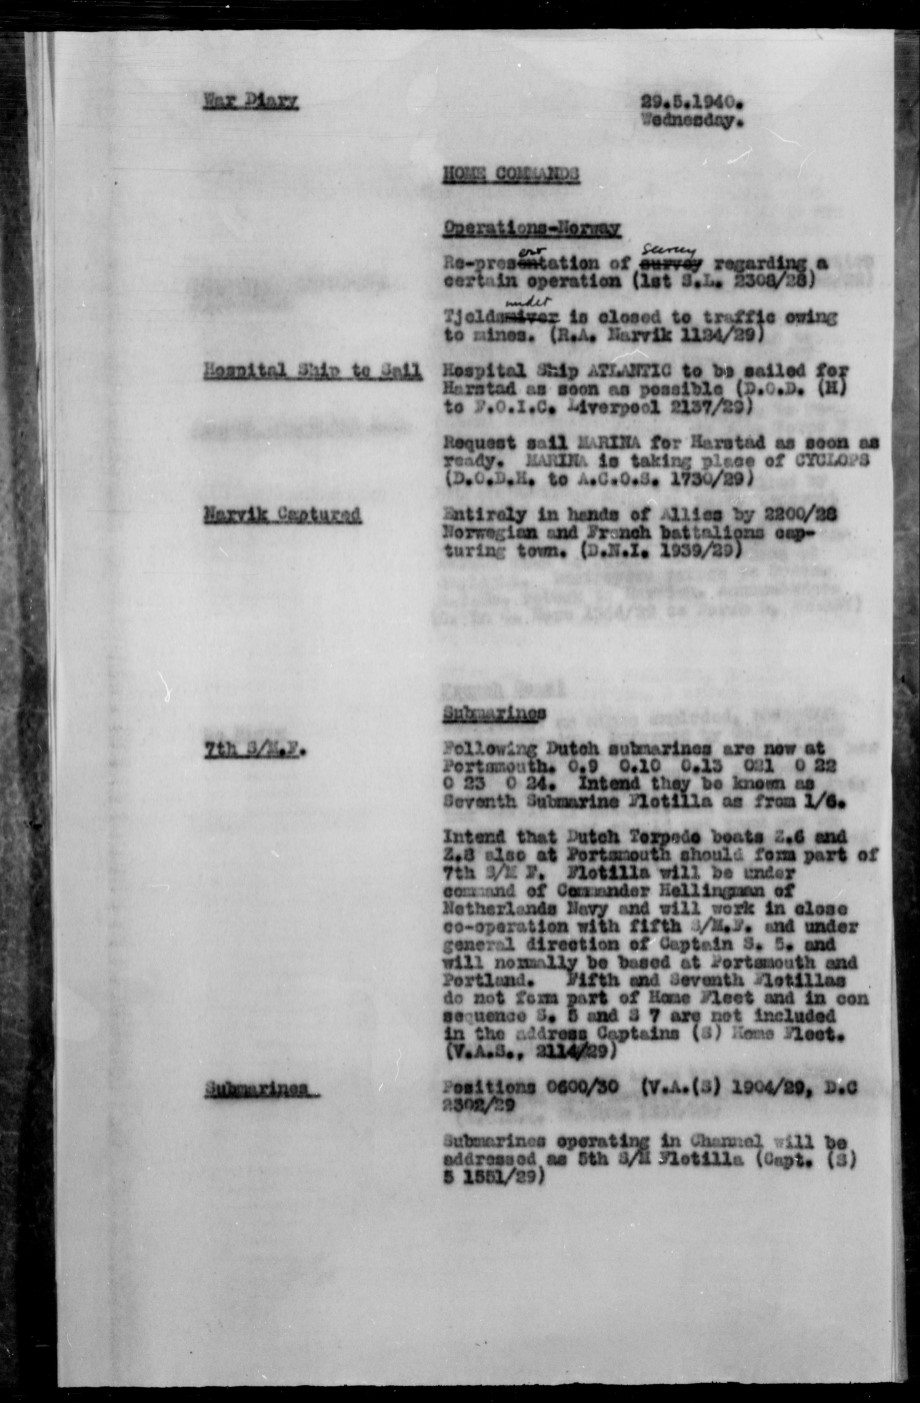 War Diary
29.5.1940.
Wednesday.
HOME COMMANDS
Operations-Norway
Re-presentation of survey regarding a
certain operation (1st S.L. 2308/28)
survey
under
Tjeldsniver is closed to traffic owing
to mines. (R.A. Narvik 1134/29)
Hospital Ship to Sail
Hospital Ship ATLANTIC to be sailed for
Harstad as soon as possible (D.O.D. (H)
to F.O.I.C. Liverpool 2137/29)
Request sail MARINA for Harstad as soon as
ready. MARINA is taking place of CYCLOPS
(D.O.D.H. to A.C.O.S. 1730/29)
Narvik Captured
Entirely in hands of Allies by 2200/28
Norwegian and French battalions cap-
turing town. (D.N.I. 1939/29)
Submarines
7th S/M.F.
Following Dutch submarines are now at
Portsmouth. O.9 O.10 O.13 O21 O 22
O 23 O 24. Intend they be known as
Seventh Submarine Flotilla as from 1/6.
Intend that Dutch Torpedo boats Z.6 and
Z.8 also at Portsmouth should form part of
7th S/M F. Flotilla will be under
command of Commander Hellingman of
Netherlands Navy and will work in close
co-operation with fifth S/M.F. and under
general direction of Captain S. 5. and
will normally be based at Portsmouth and
Portland. Fifth and Seventh Flotillas
do not form part of Home Fleet and in con
sequence S. 5 and S 7 are not included
in the address Captains (S) Home Fleet.
(V.A.S., 2114/29)
Submarines
Positions 0600/30 (V.A.(S) 1904/29, D.C
2302/29
Submarines operating in Channel will be
addressed as 5th S/M Flotilla (Capt. (S)
5 1551/29)